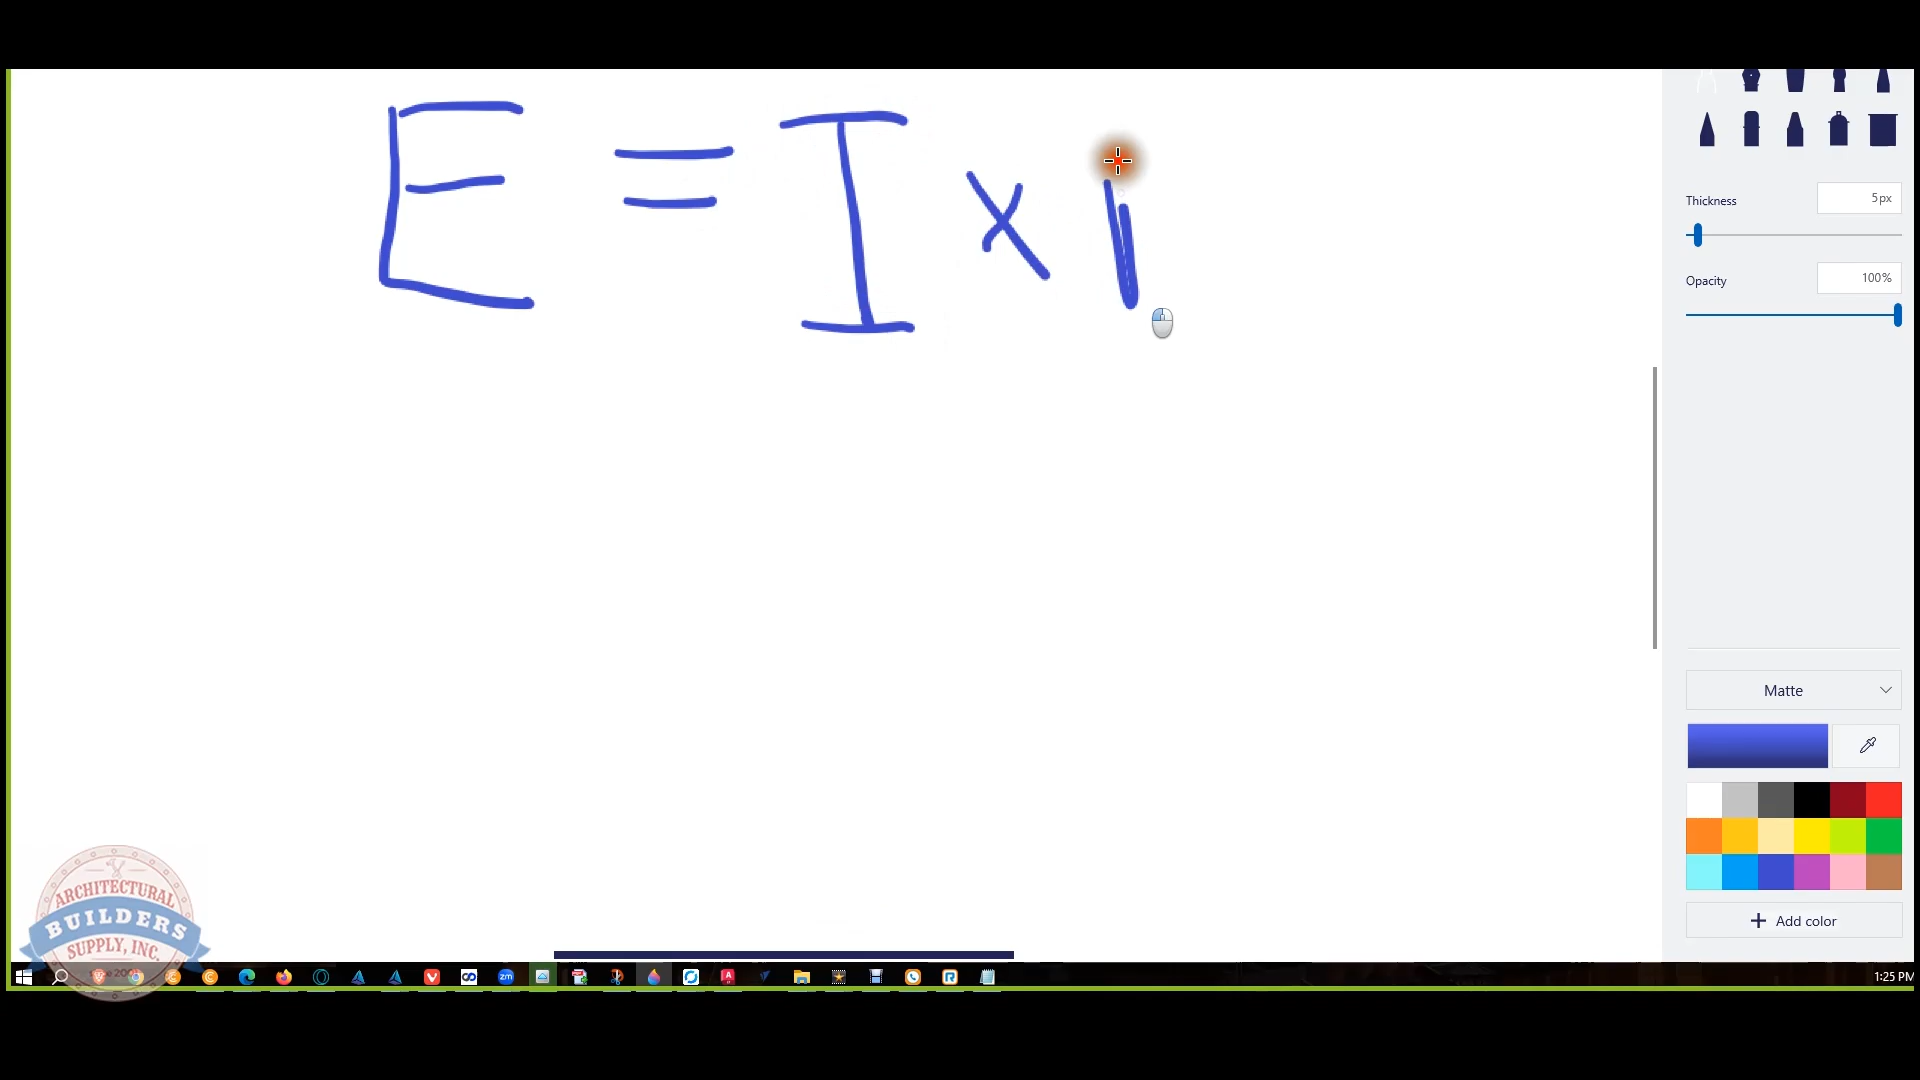 E = I x
Thickness
5px
Opacity
100%
Matte
Add color
ARCHITECTURAL
BUILDERS
SUPPLY, INC.
1:25 PM